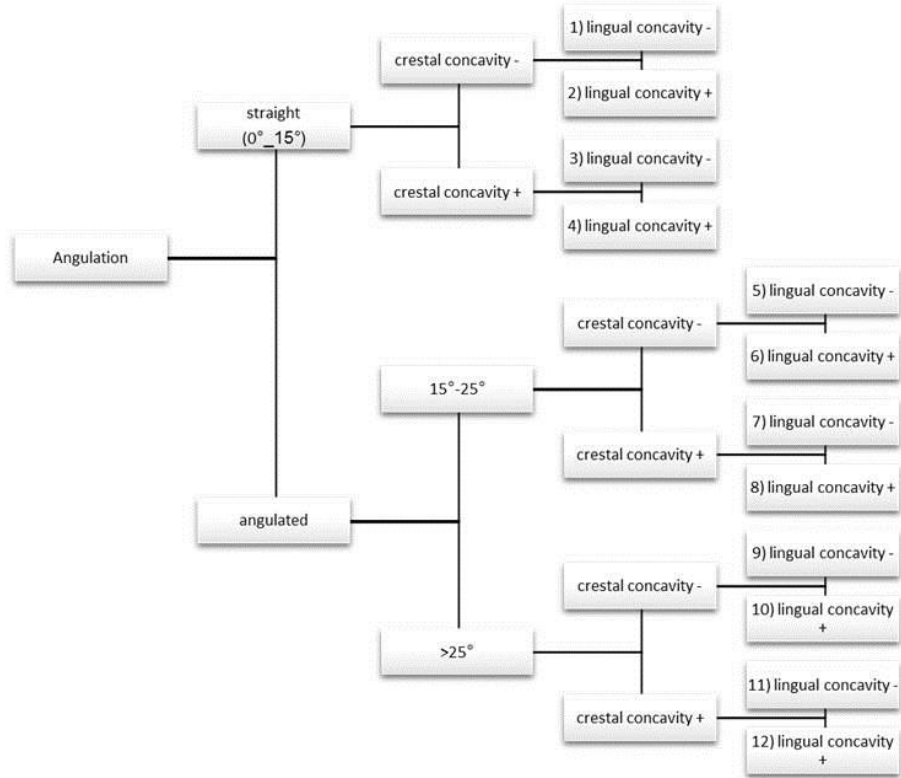 1) lingual concavity -
crestal concavity -
2) lingual concavity +
straight
(0°_15°)
3) lingual concavity -
crestal concavity +
4) lingual concavity +
Angulation
5) lingual concavity -
crestal concavity -
6) lingual concavity +
15°-25°
7) lingual concavity -
crestal concavity +
8) lingual concavity +
angulated
9) lingual concavity -
crestal concavity -
10) lingual concavity
+
>25°
11) lingual concavity -
crestal concavity +
12) lingual concavity
+